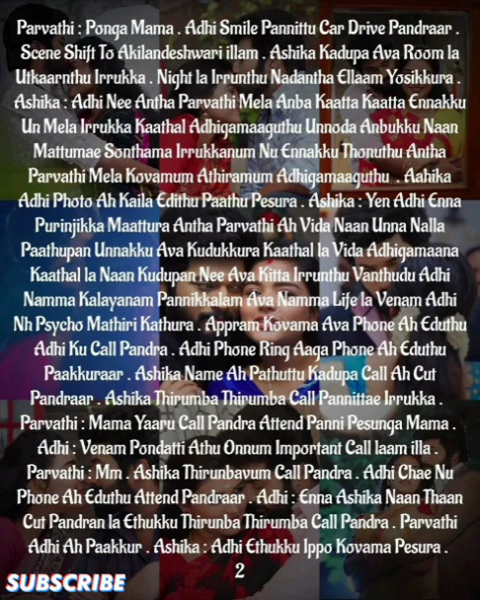 Parvathi : Ponga Mama . Adhi Smile Pannittu Car Drive Pandraar .
Scene Shift To Akilandeshwari illam . Ashika Kadupa Ava Room la
Utkaarnthu Irrukka . Night la Irrunthu Nadantha Ellaam Yosikkura .
Ashika : Adhi Nee Antha Parvathi Mela Anba Kaatta Kaatta Ennakku
Un Mela Irrukka Kaathal Adhigamaaguthu Unnoda Anbukku Naan
Mattumae Sonthama Irrukkanum Nu Ennakku Thonuthu Antha
Parvathi Mela Kovamum Athiramum Adhigamaaguthu . Aahika
Adhi Photo Ah Kaila Edithu Paathu Pesura . Ashika : Yen Adhi Enna
Purinjikka Maattura Antha Parvathi Ah Vida Naan Unna Nalla
Paathupan Unnakku Ava Kudukkura Kaathal la Vida Adhigamaana
Kaathal la Naan Kudupan Nee Ava Kitta Irrunthu Vanthudu Adhi
Namma Kalayanam Pannikkalam Ava Namma Life la Venam Adhi
Nh Psycho Mathiri Kathura . Appram Kovama Ava Phone Ah Eduthu
Adhi Ku Call Pandra . Adhi Phone Ring Aaga Phone Ah Eduthu
Paakkuraar . Ashika Name Ah Pathuttu Kadupa Call Ah Cut
Pandraar . Ashika Thirumba Thirumba Call Pannittae Irrukka .
Parvathi : Mama Yaaru Call Pandra Attend Panni Pesunga Mama .
Adhi : Venam Pondatti Athu Onnum Important Call laam illa .
Parvathi : Mm . Ashika Thirunbavum Call Pandra . Adhi Chae Nu
Phone Ah Eduthu Attend Pandraar . Adhi : Enna Ashika Naan Thaan
Cut Pandran la Ethukku Thirunba Thirumba Call Pandra . Parvathi
Adhi Ah Paakkur . Ashika : Adhi Ethukku Ippo Kovama Pesura .
2
SUBSCRIBE